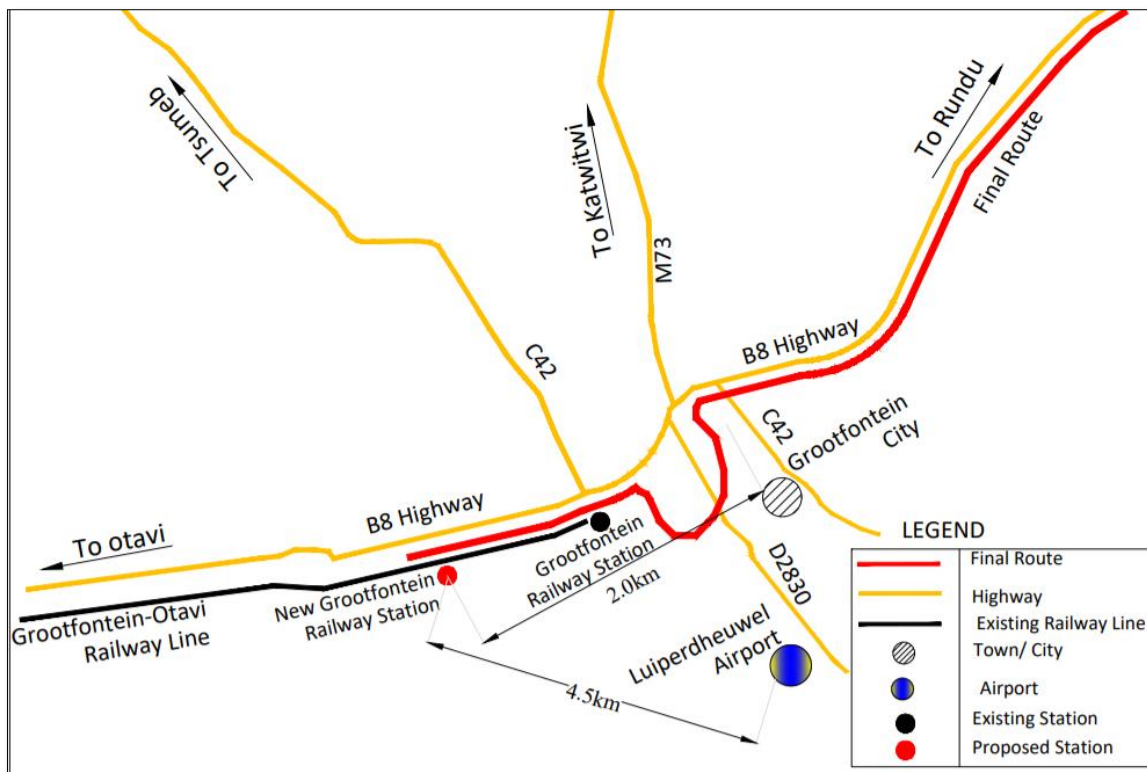 To Tsumeb
To Katwitwi
To Rundu
Final Route
M73
C42
B8 Highway
C42
Grootfontein
City
B8 Highway
To otavi
Grootfontein
Railway Station
2.0km
D2830
New Grootfontein
Railway Station
Grootfontein-Otavi
Railway Line
Luiperdheuwel
Airport
4.5km
LEGEND
Final Route
Highway
Existing Railway Line
Town/ City
Airport
Existing Station
Proposed Station